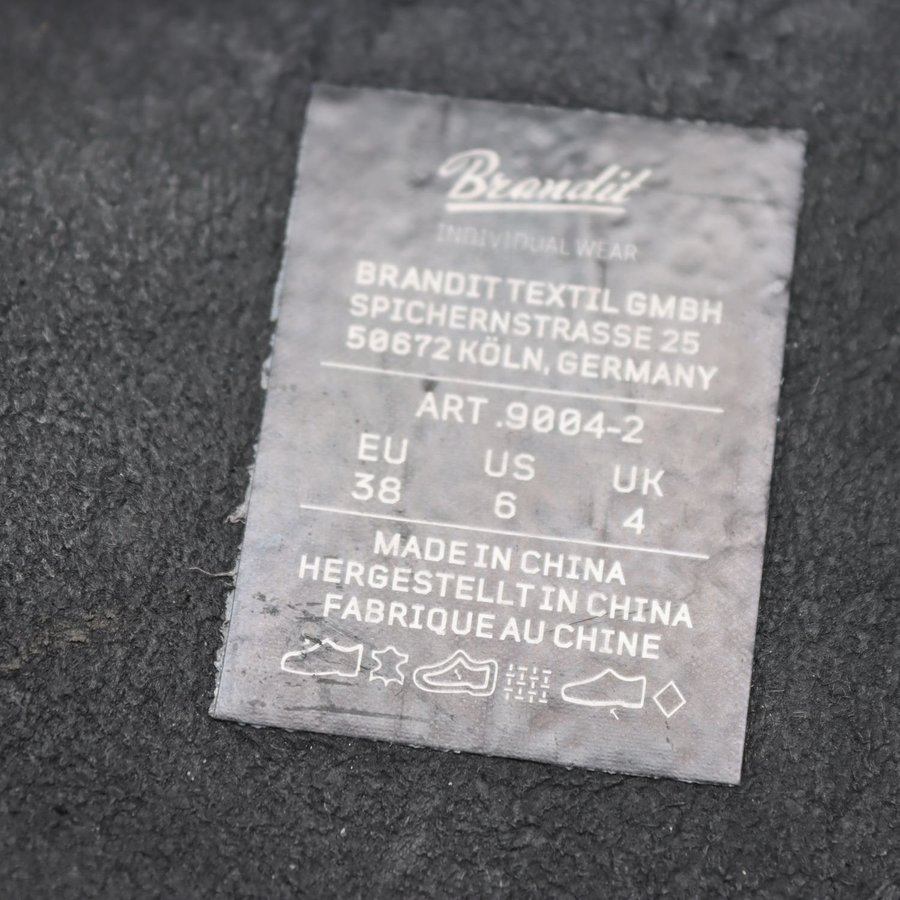 Brandit
INDIVIDUAL WEAR
BRANDIT TEXTIL GMBH
SPICHERNSTRASSE 25
50672 KÖLN, GERMANY
ART .9004-2
EU US UK
38 6 4
MADE IN CHINA
HERGESTELLT IN CHINA
FABRIQUE AU CHINE